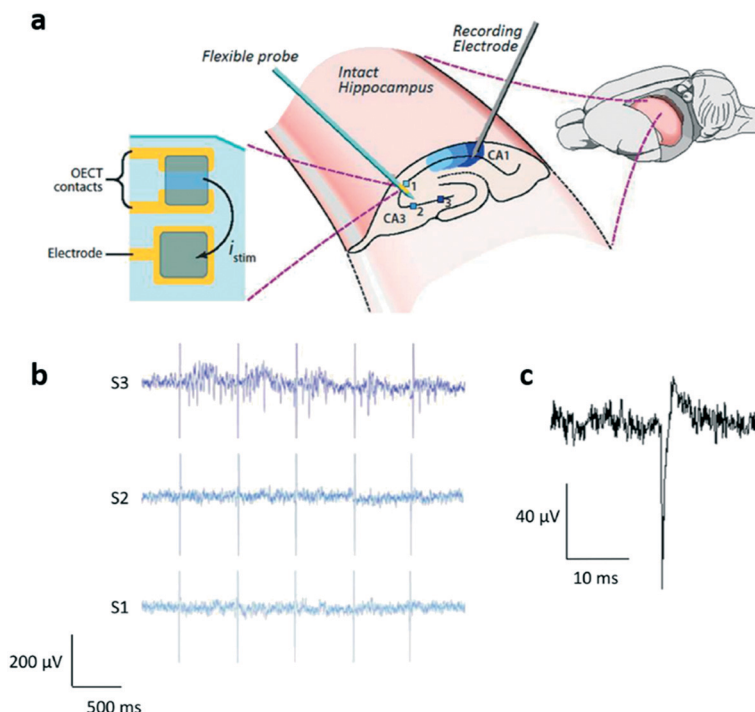 a
Flexible probe
Recording
Electrode
Intact
Hippocampus
OECT
contacts
Electrode
i stim
1
2
3
CA1
CA3
b
S3
S2
S1
200 µV
500 ms
c
40 µV
10 ms